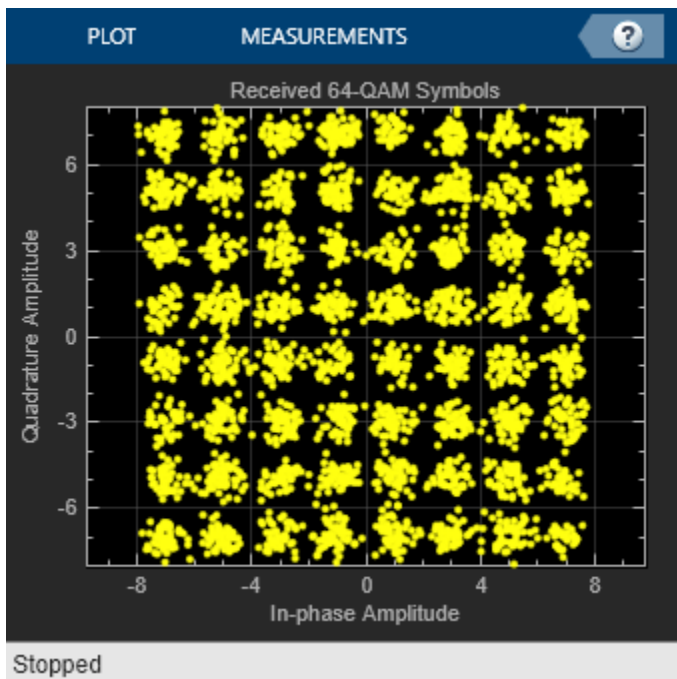 PLOT MEASUREMENTS ?
Received 64-QAM Symbols
6
3
0
-3
-6
Quadrature Amplitude
-8 -4 0 4 8
In-phase Amplitude
Stopped